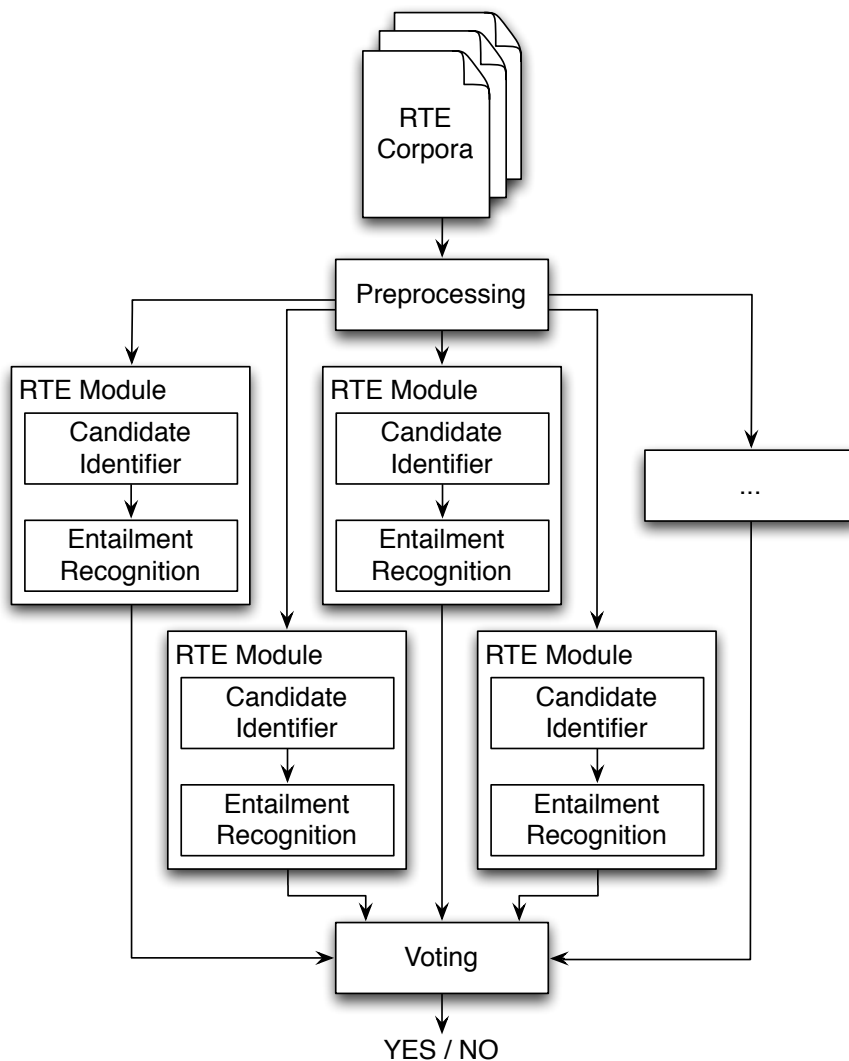 RTE
Corpora
Preprocessing
RTE Module
Candidate
Identifier
Entailment
Recognition
RTE Module
Candidate
Identifier
Entailment
Recognition
...
RTE Module
Candidate
Identifier
Entailment
Recognition
RTE Module
Candidate
Identifier
Entailment
Recognition
Voting
YES / NO